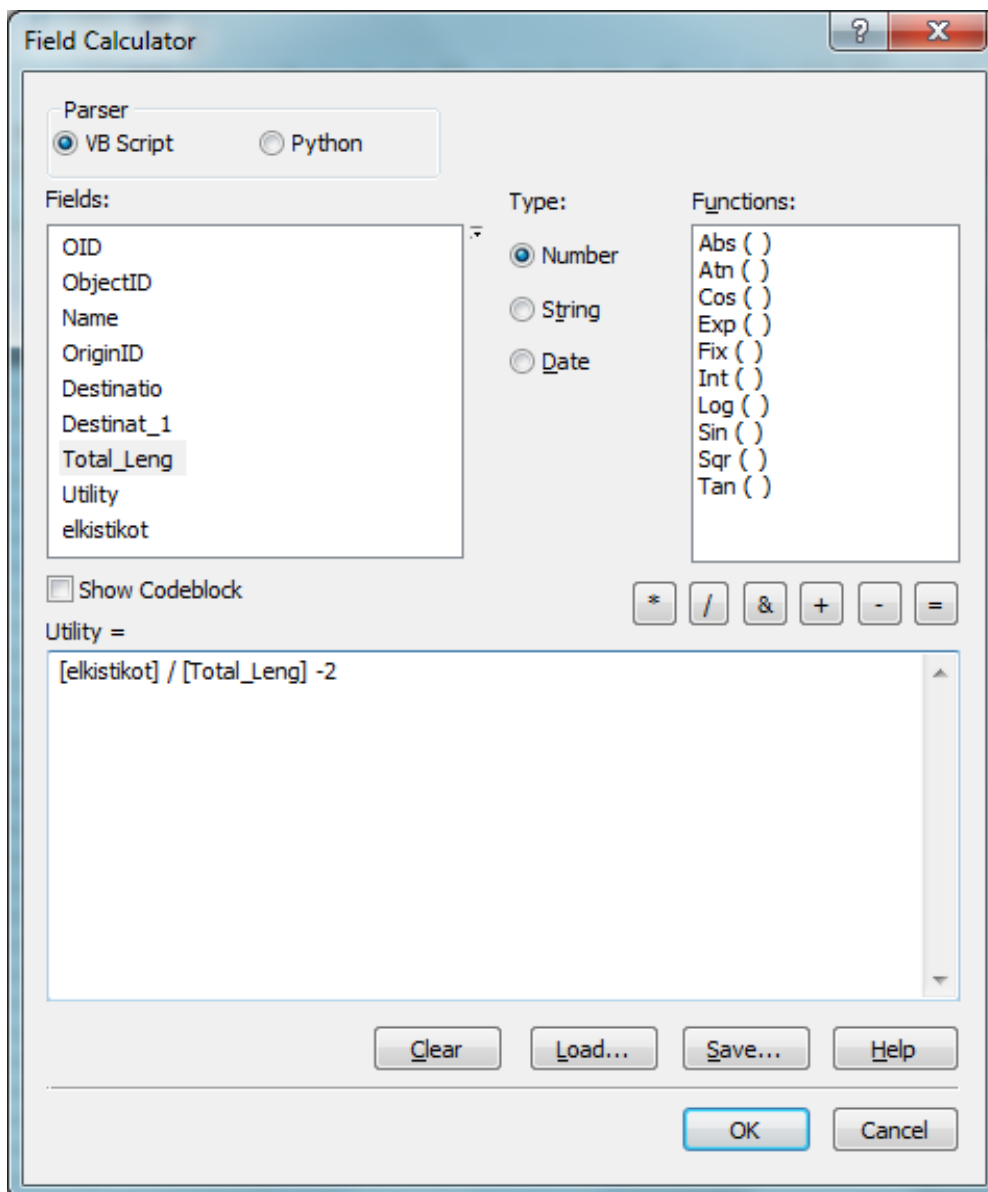 Field Calculator
Parser
VB Script
Python
Fields:
OID
ObjectID
Name
OriginID
Destinatio
Destinat_1
Total_Leng
Utility
elkistikot
Type:
Number
String
Date
Functions:
Abs ( )
Atn ( )
Cos ( )
Exp ( )
Fix ( )
Int ( )
Log ( )
Sin ( )
Sqr ( )
Tan ( )
Show Codeblock
* / & + - =
Utility =
[elkistikot] / [Total_Leng] -2
Clear Load... Save... Help
OK Cancel